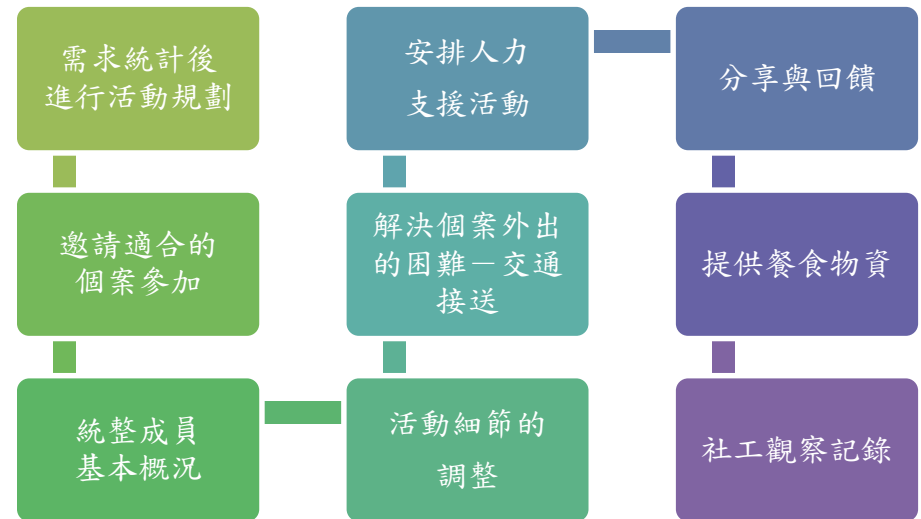 需求統計後
進行活動規劃
邀請適合的
個案參加
統整成員
基本概況
活動細節的
調整
解決個案外出
的困難－交通
接送
安排人力
支援活動
分享與回饋
提供餐食物資
社工觀察記錄